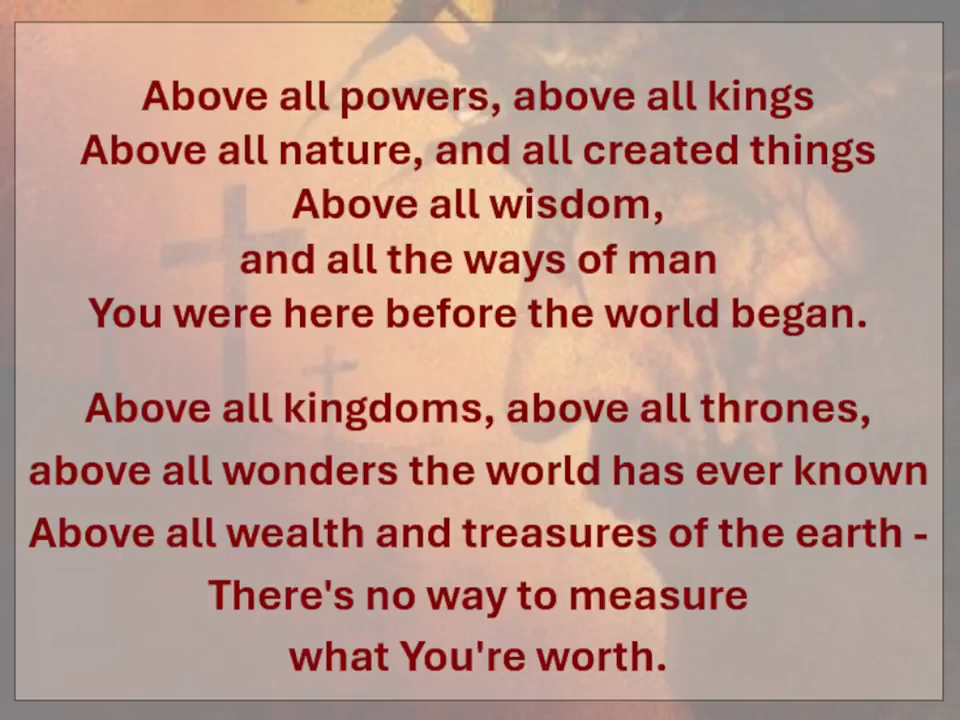 Above all powers, above all kings
Above all nature, and all created things
Above all wisdom,
and all the ways of man
You were here before the world began.
Above all kingdoms, above all thrones,
above all wonders the world has ever known
Above all wealth and treasures of the earth -
There's no way to measure
what You're worth.